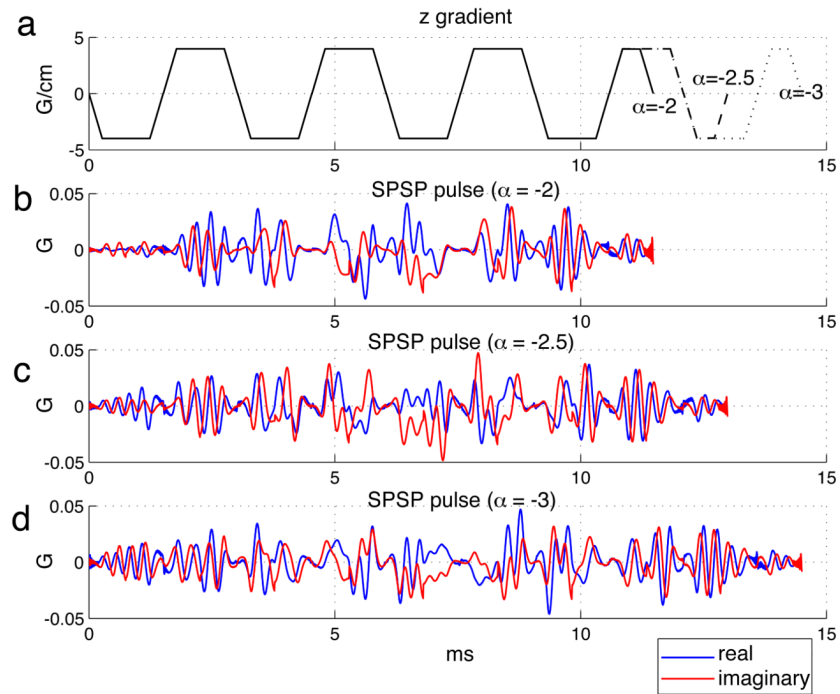 a
z gradient
5
G/cm
0
-5
α=-2
α=-2.5
α=-3
0
5
10
15
b
SPSP pulse (α = -2)
0.05
G
0
-0.05
0
5
10
15
c
SPSP pulse (α = -2.5)
0.05
G
0
-0.05
0
5
10
15
d
SPSP pulse (α = -3)
0.05
G
0
-0.05
0
5
10
15
ms
real
imaginary